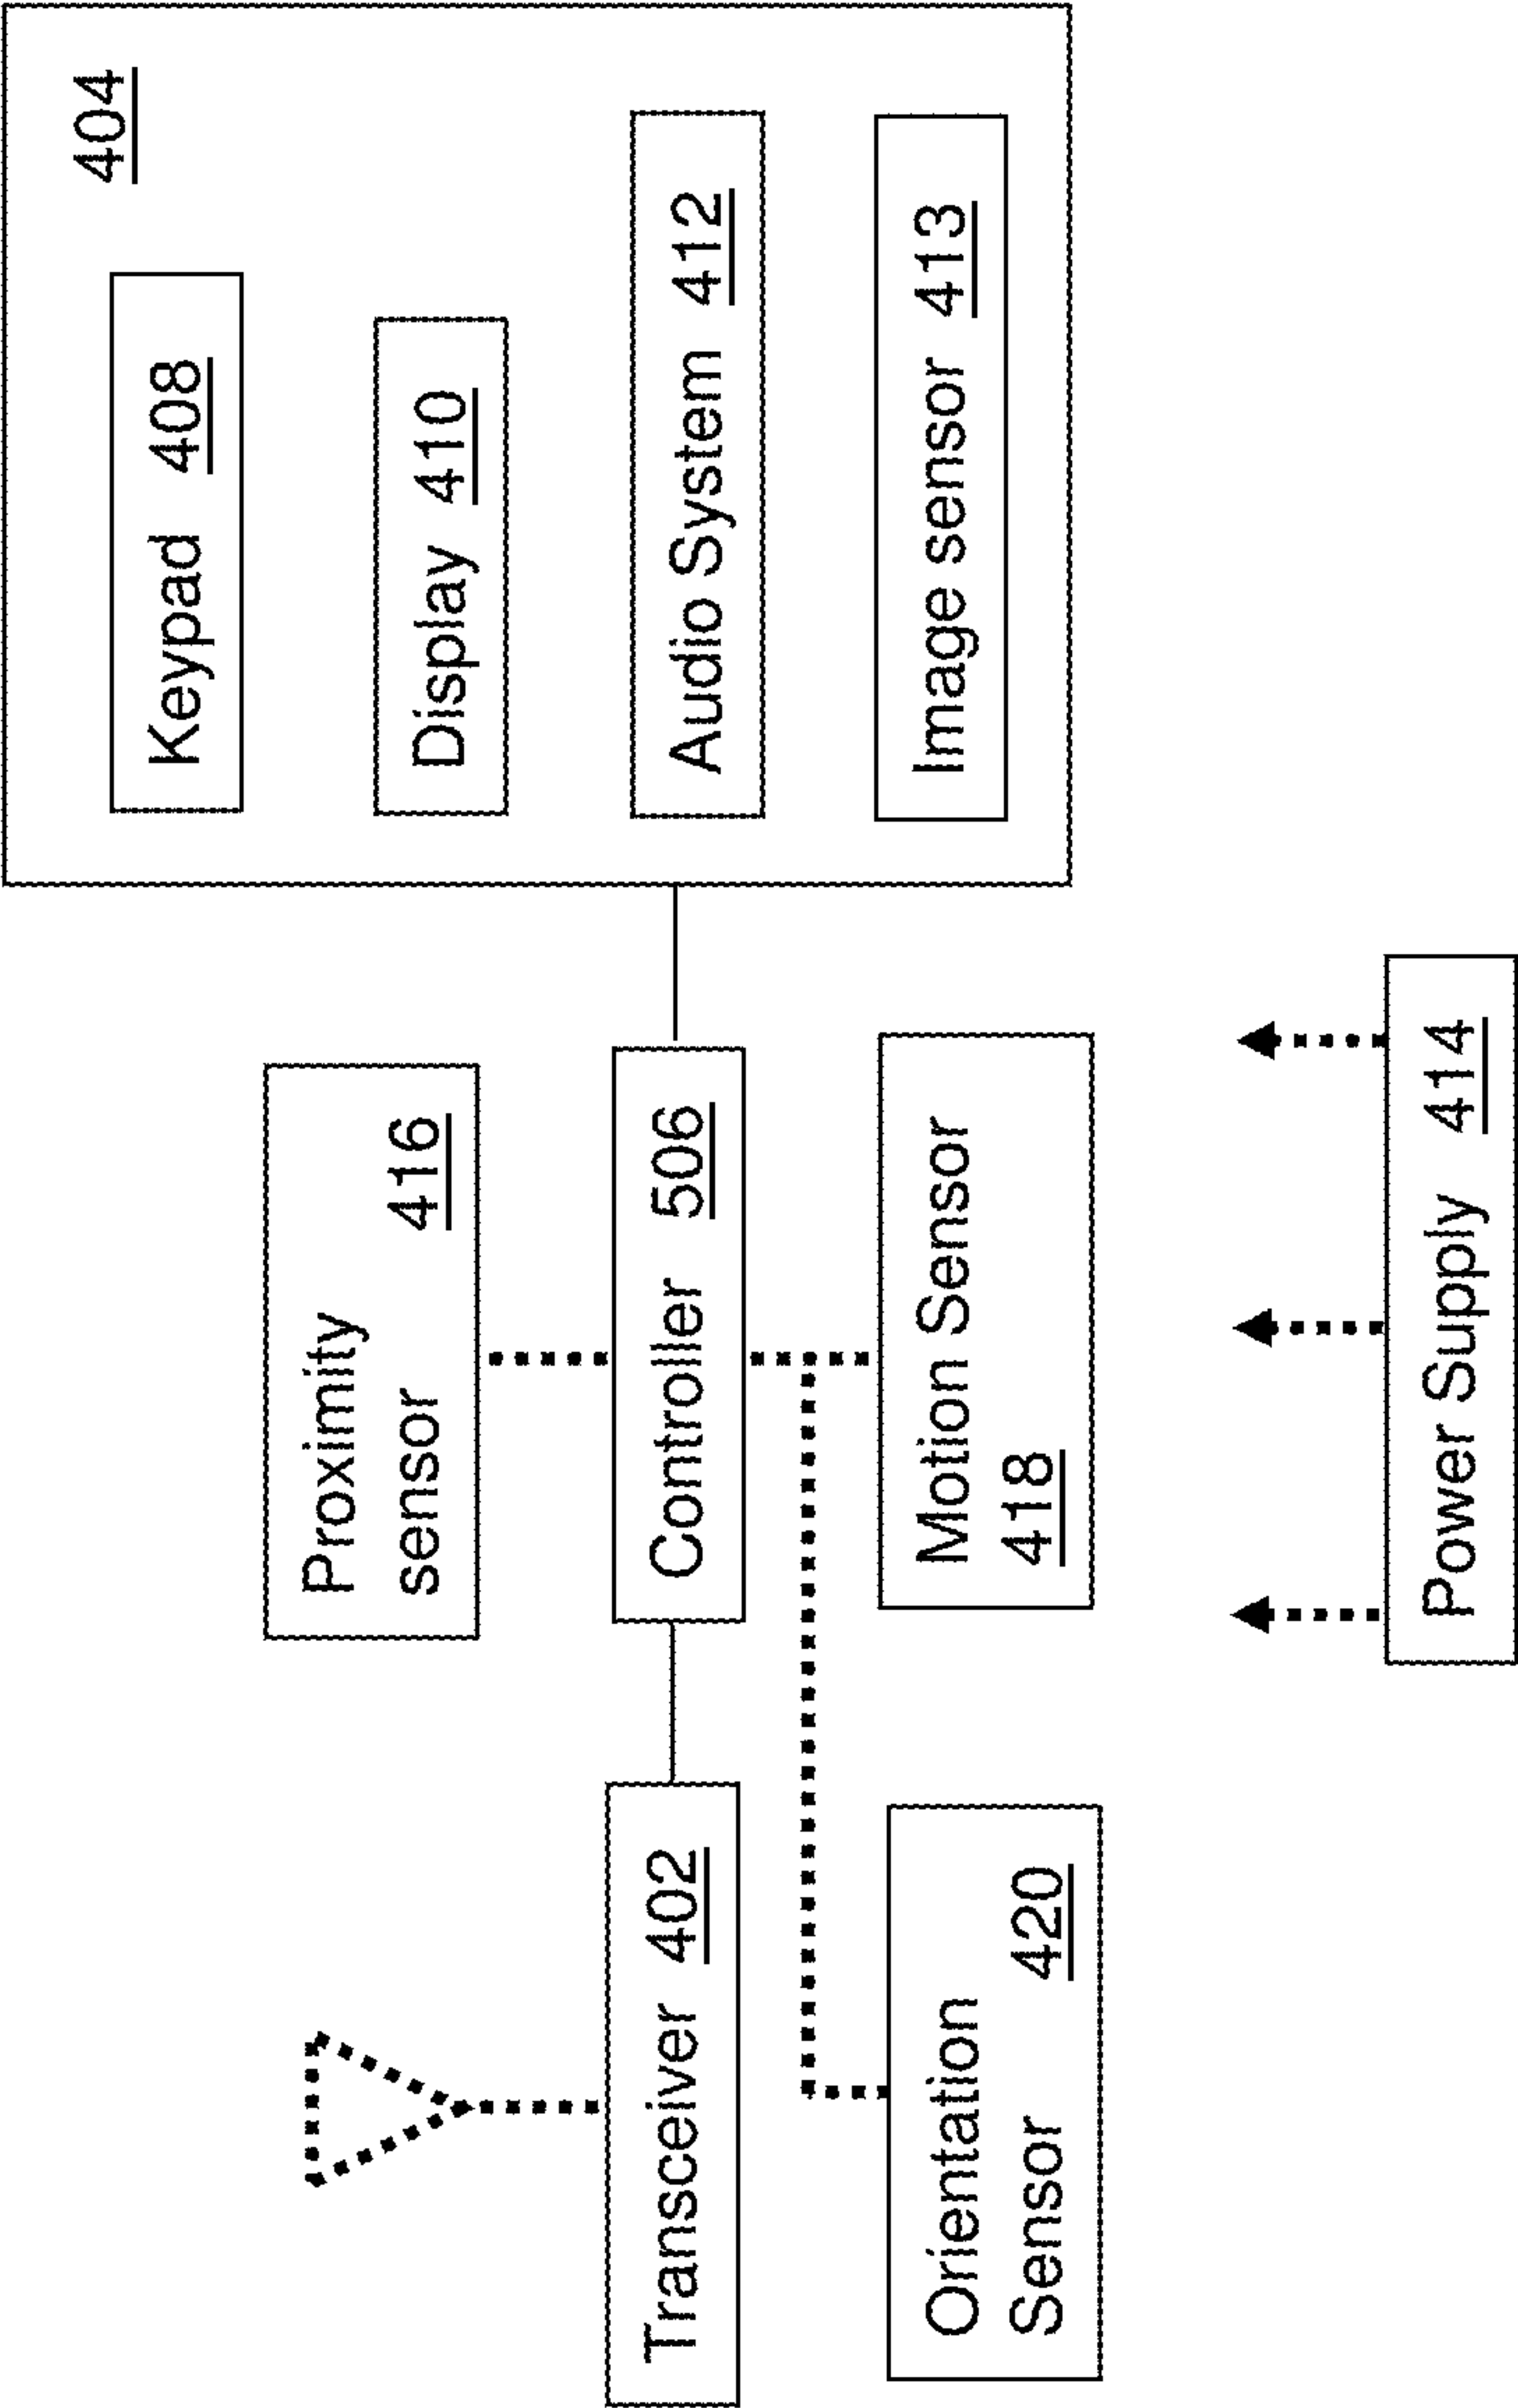 404
Keypad 408
Display 410
Audio System 412
Image sensor 413
Proximity
sensor 416
Controller 506
Motion Sensor
418
Transceiver 402
Orientation
Sensor 420
Power Supply 414